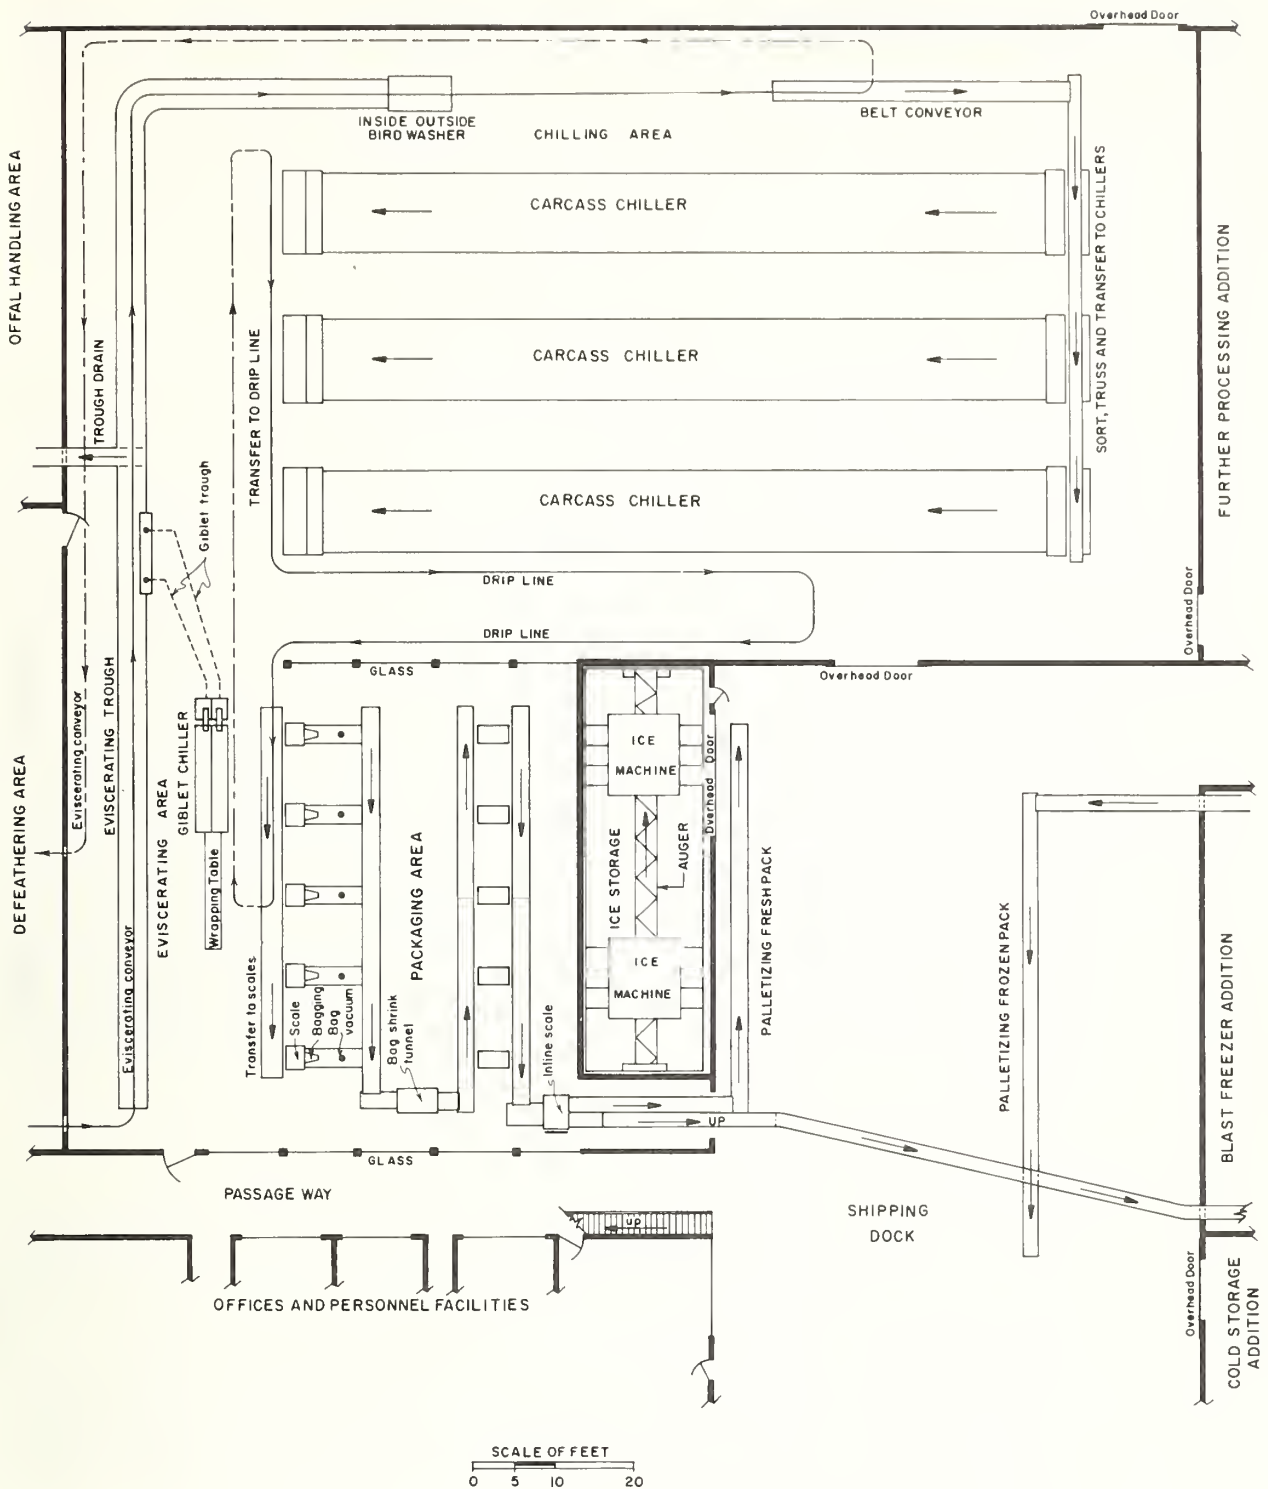 Overhead Door
INSIDE OUTSIDE
BIRD WASHER
CHILLING AREA
BELT CONVEYOR
OFFAL HANDLING AREA
TROUGH DRAIN
TRANSFER TO DRIP LINE
CARCASS CHILLER
CARCASS CHILLER
CARCASS CHILLER
SORT, TRUSS AND TRANSFER TO CHILLERS
FURTHER PROCESSING ADDITION
Giblet trough
DRIP LINE
DRIP LINE
Overhead Door
GLASS
Overhead Door
DEFEATHERING AREA
Eviscerating conveyor
EVISCERATING TROUGH
Eviscerating conveyor
EVISCERATING AREA
GIBLET CHILLER
Wrapping Table
Transfer to scales
Scale
Bagging
Bag
vacuum
PACKAGING AREA
Bag shrink
tunnel
Inline scale
ICE
MACHINE
ICE STORAGE
AUGER
ICE
MACHINE
Overhead Door
PALLETIZING FRESH PACK
PALLETIZING FROZEN PACK
BLAST FREEZER ADDITION
UP
GLASS
PASSAGE WAY
up
SHIPPING
DOCK
OFFICES AND PERSONNEL FACILITIES
Overhead Door
COLD STORAGE
ADDITION
SCALE OF FEET
0 5 10 20